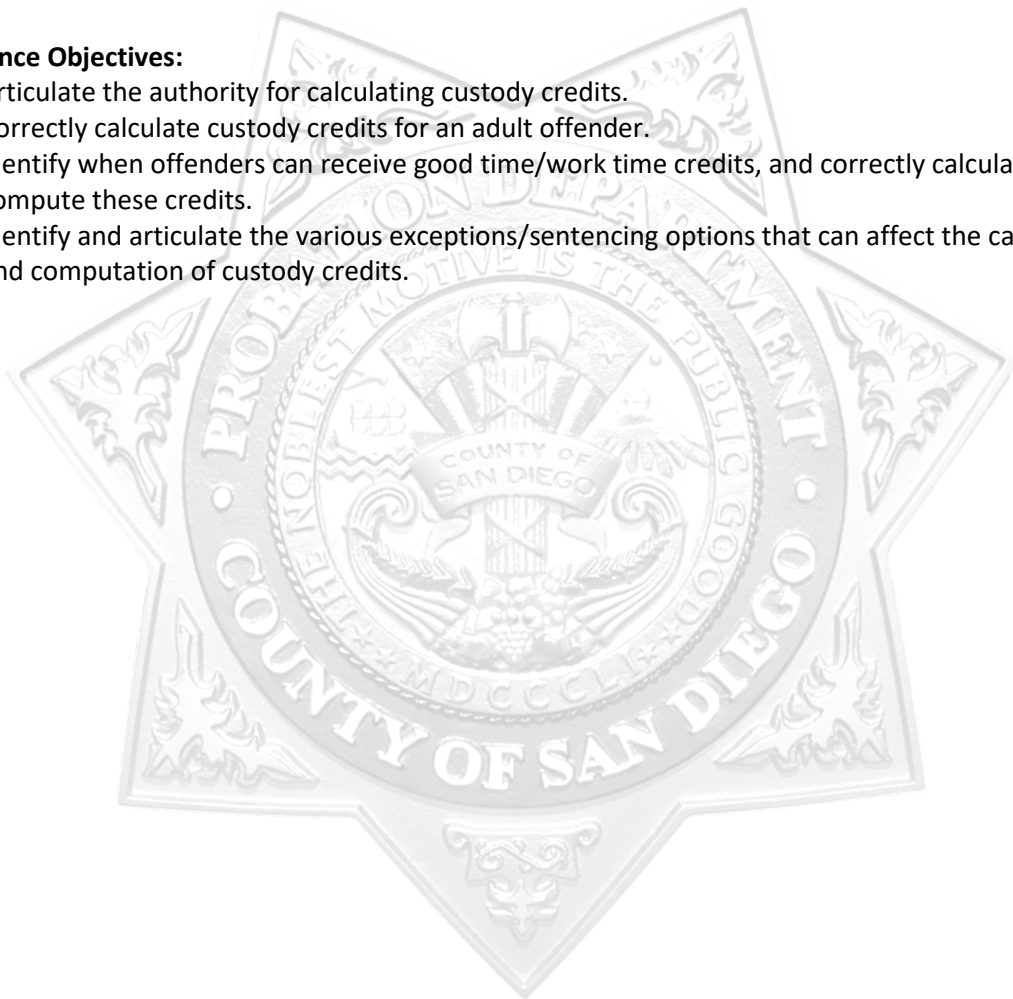 nce Objectives:
rticulate the authority for calculating custody credits.
orrectly calculate custody credits for an adult offender.
entify when offenders can receive good time/work time credits, and correctly calcula
ompute these credits.
entify and articulate the various exceptions/sentencing options that can affect the ca
nd computation of custody credits.
PROBATION DEPARTMENT
THE NOBLEST MOTIVE IS THE PUBLIC GOOD
COUNTY OF
SAN DIEGO
MDCCCLI
COUNTY OF SAN DIEGO